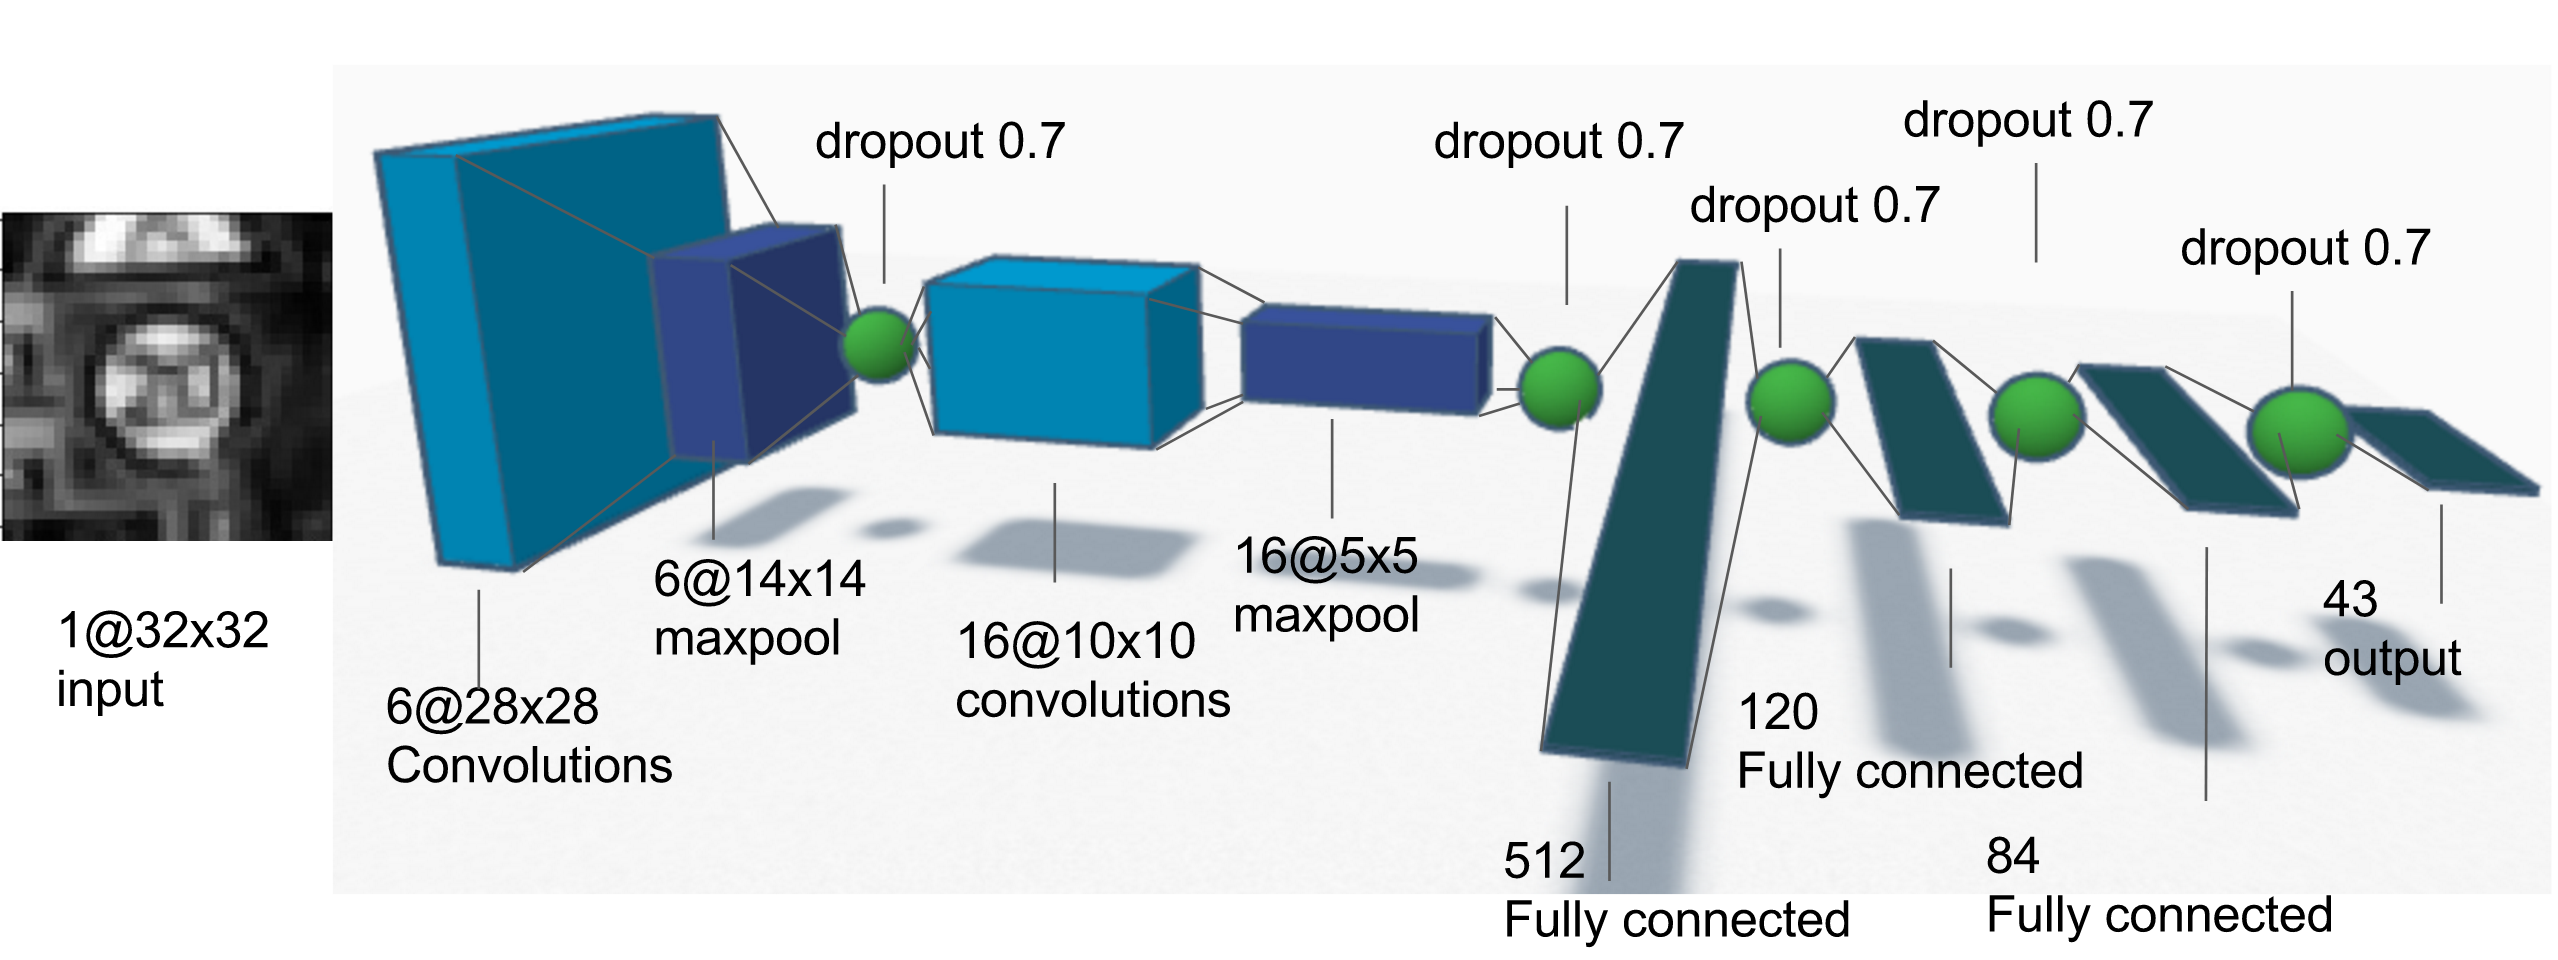 1@32x32
input
6@28x28
Convolutions
6@14x14
maxpool
dropout 0.7
16@10x10
convolutions
16@5x5
maxpool
dropout 0.7
512
Fully connected
dropout 0.7
120
Fully connected
dropout 0.7
84
Fully connected
dropout 0.7
43
output